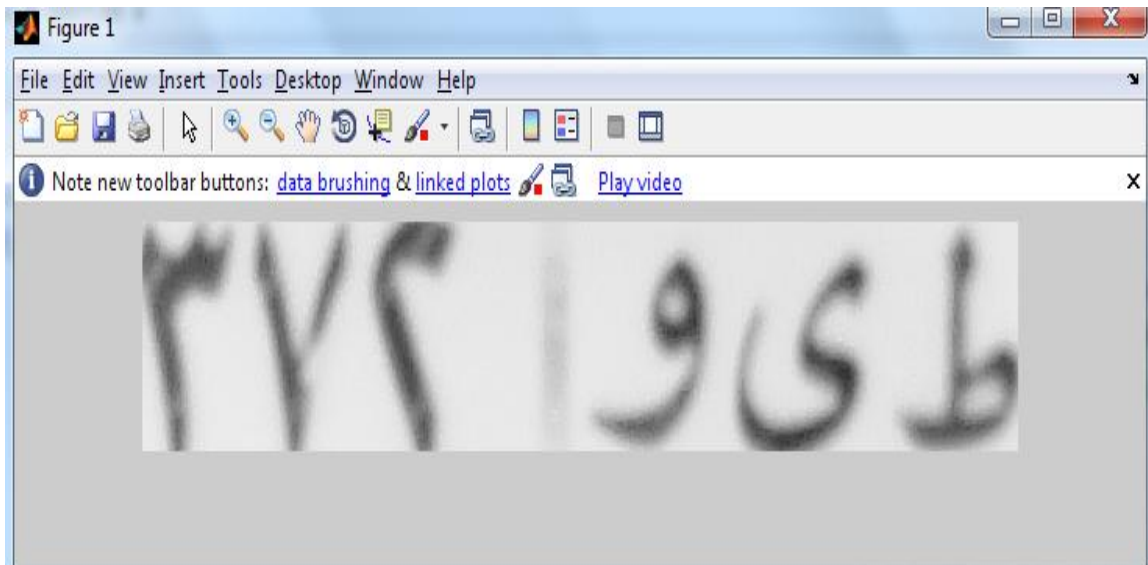 Figure 1
File Edit View Insert Tools Desktop Window Help
Note new toolbar buttons: data brushing & linked plots Play video
ط ى و ٣٧٢